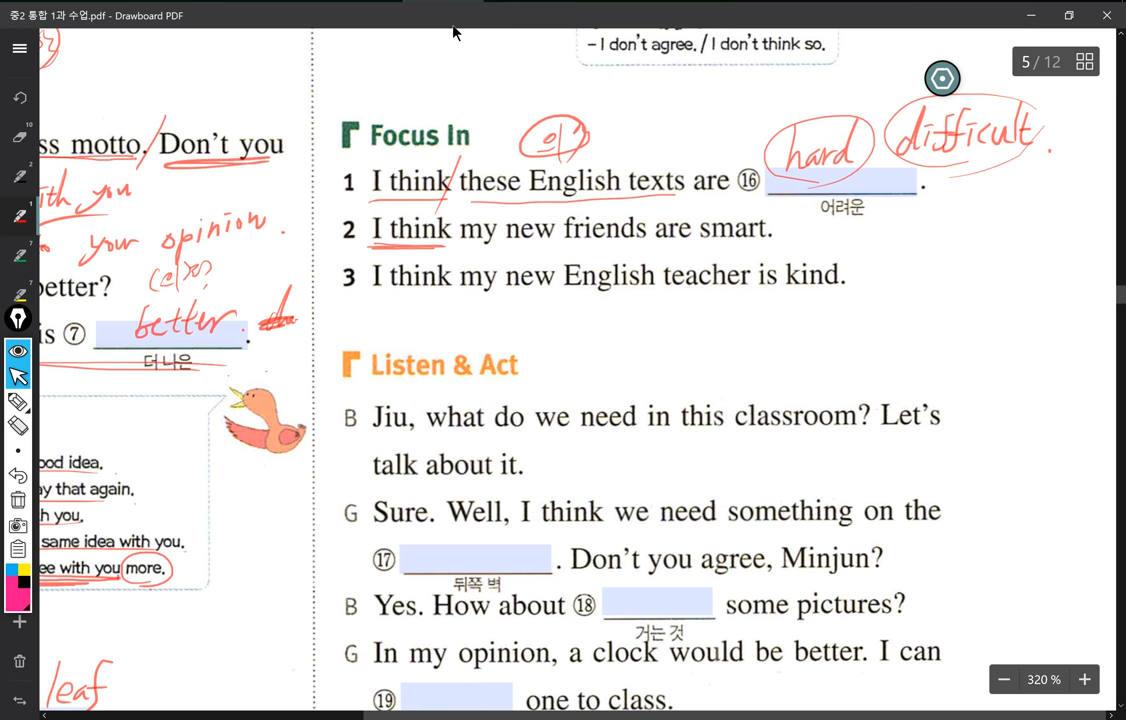 중2 통합 1과 수업.pdf - Drawboard PDF
5 / 12
10
2
1
7
7
ss motto. Don't you
ith you
your opinion.
etter?
better.
is ⑦ .
더 나은
ood idea.
y that again.
h you.
same idea with you.
ee with you more.
leaf
– I don't agree. / I don't think so.
Focus In
hard difficult.
1 I think these English texts are ⑯ .
어려운
2 I think my new friends are smart.
3 I think my new English teacher is kind.
Listen & Act
B Jiu, what do we need in this classroom? Let's
talk about it.
G Sure. Well, I think we need something on the
⑰ . Don't you agree, Minjun?
뒤쪽 벽
B Yes. How about ⑱ some pictures?
거는 것
G In my opinion, a clock would be better. I can
⑲ one to class.
320 %